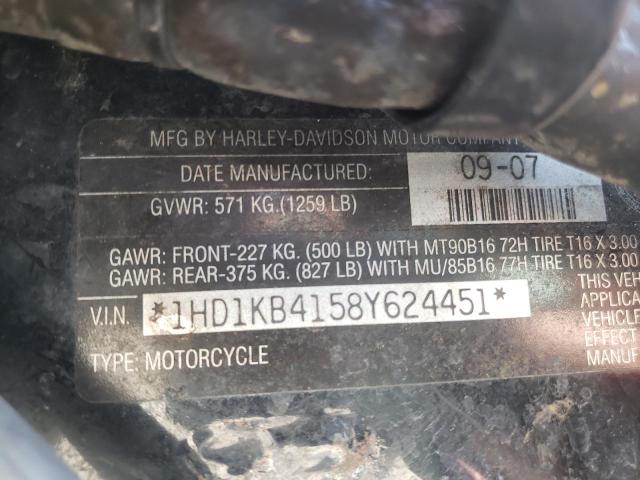 MFG BY HARLEY-DAVIDSON MOTOR COMPANY
DATE MANUFACTURED: 09-07
GVWR: 571 KG.(1259 LB)
GAWR: FRONT-227 KG. (500 LB) WITH MT90B16 72H TIRE T16 X 3.00
GAWR: REAR-375 KG. (827 LB) WITH MU/85B16 77H TIRE T16 X 3.00
THIS VEH
APPLICA
V.I.N. *1HD1KB4158Y624451*
VEHICLE
EFFEC
TYPE: MOTORCYCLE